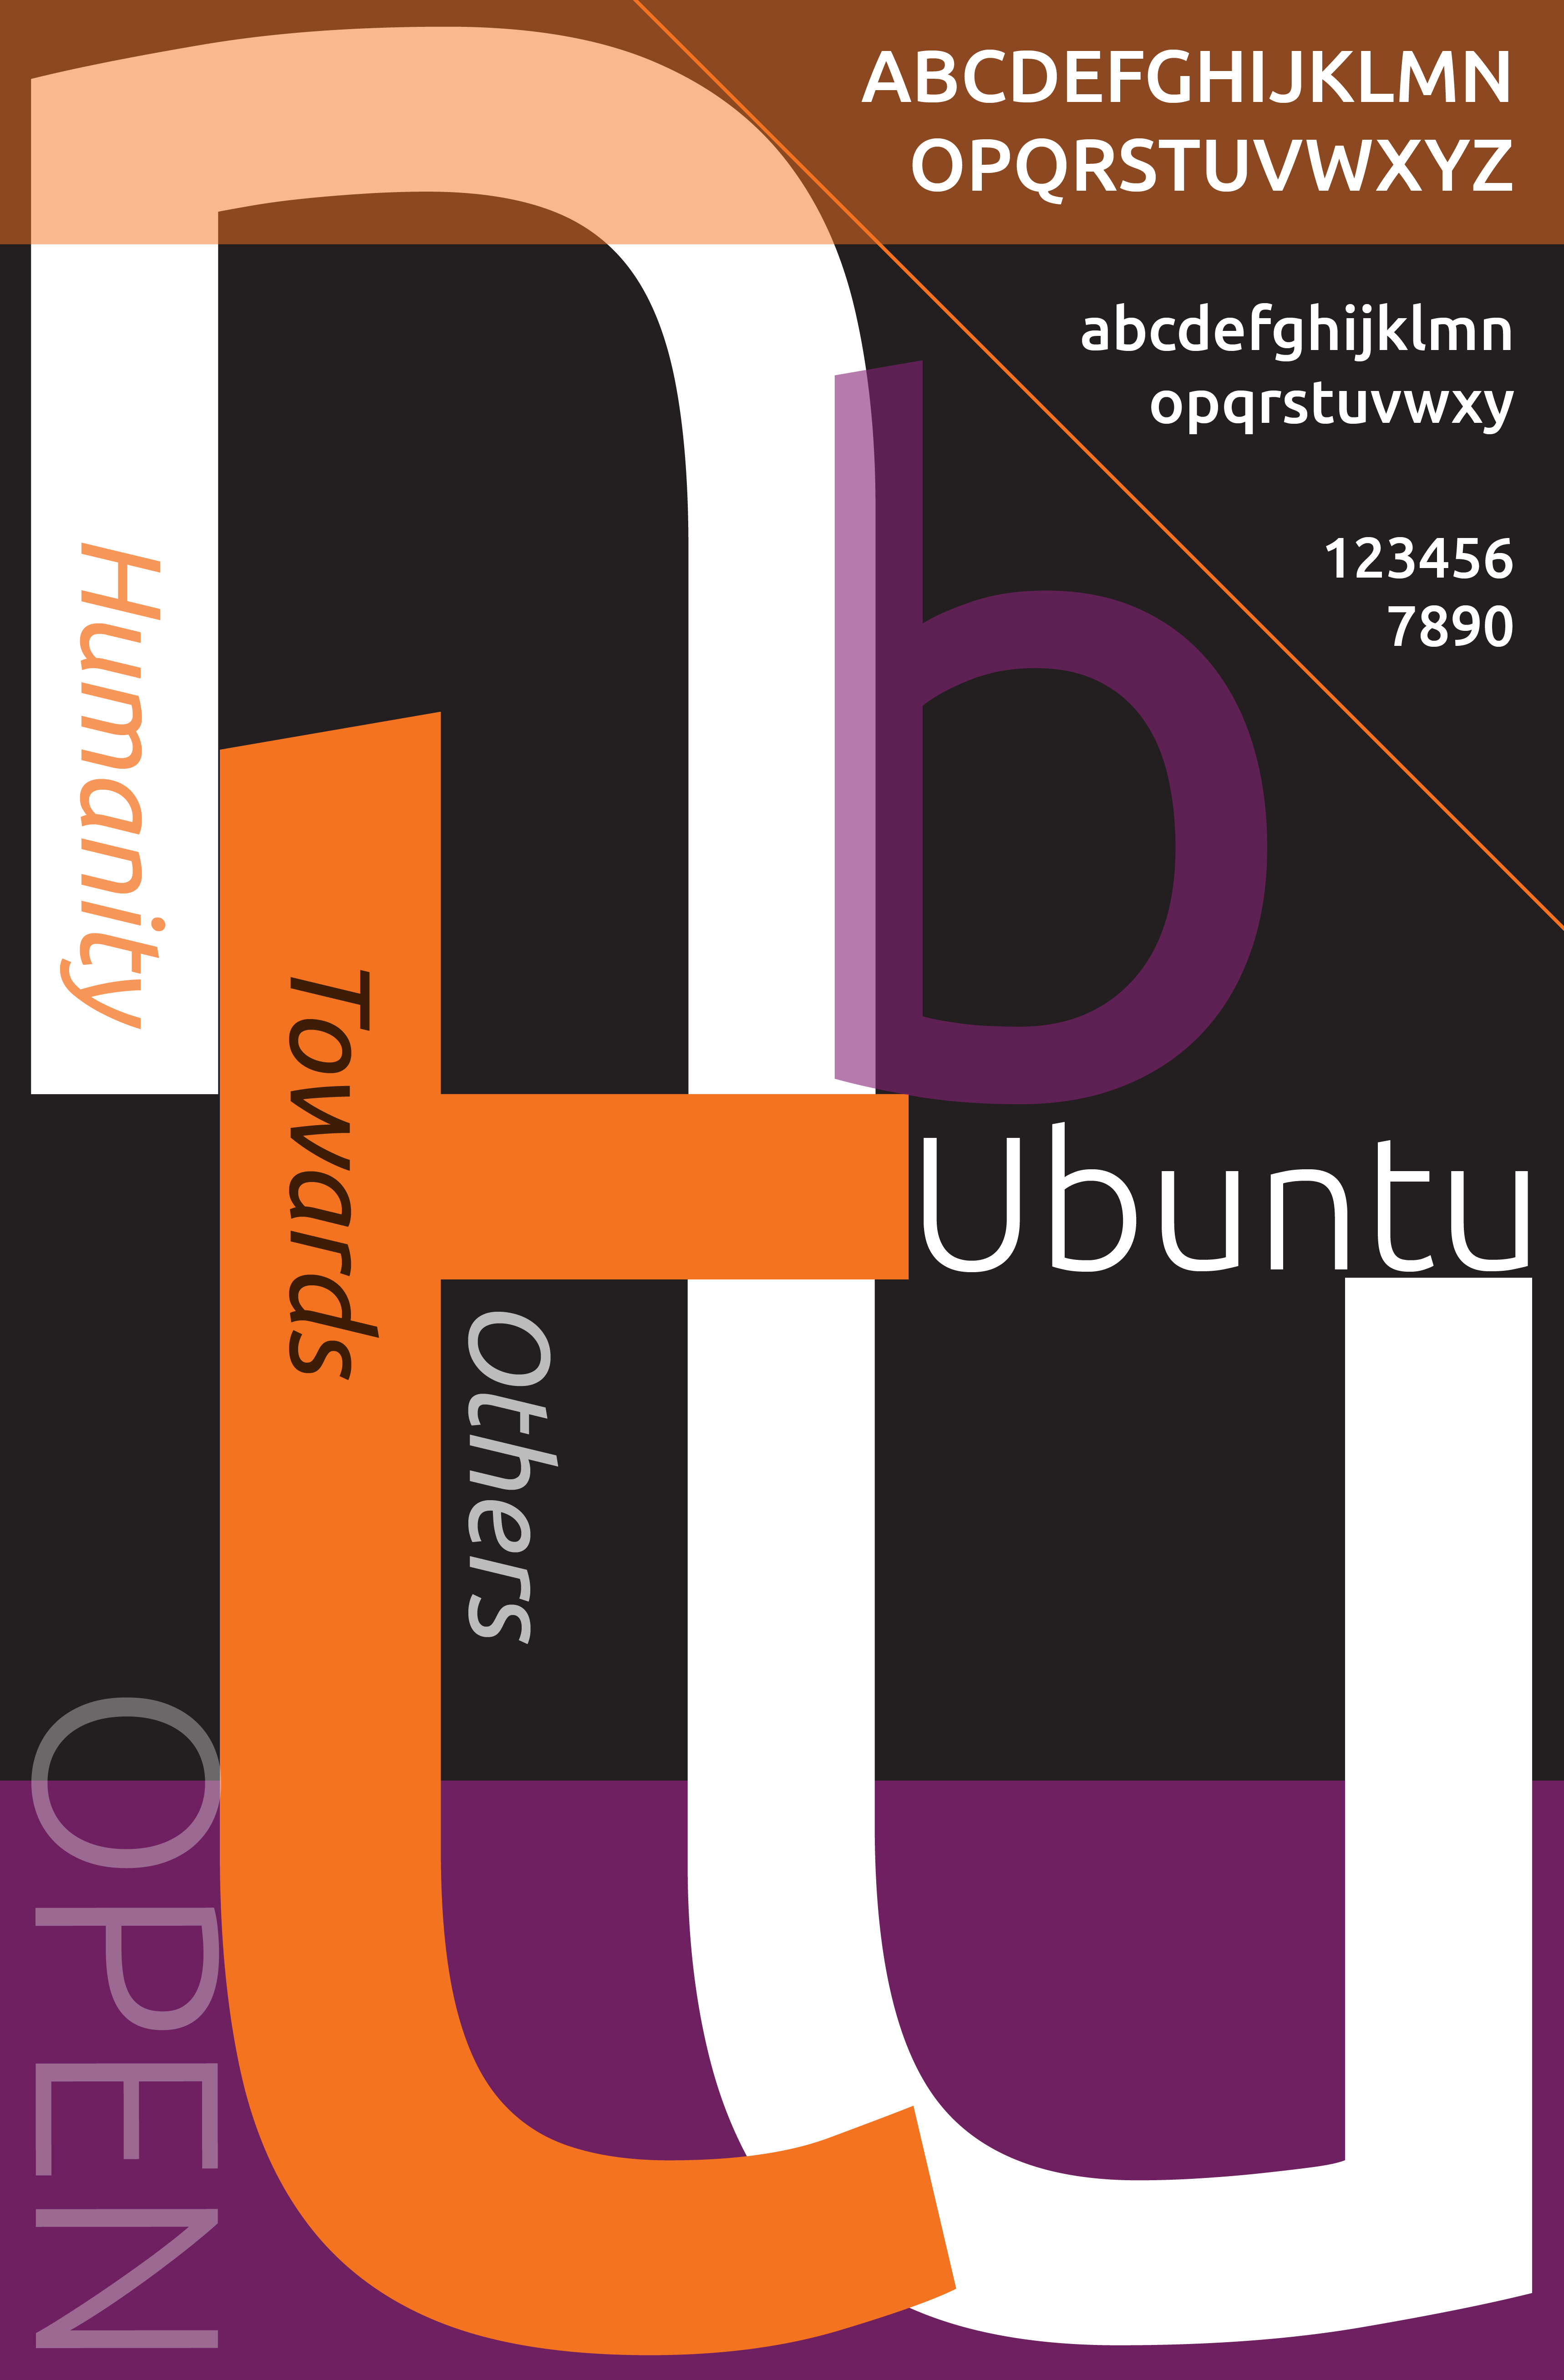 ABCDEFGHIJKLMN
OPQRSTUVWXYZ
abcdefghijklmn
opqrstuvwxy
123456
7890
n
b
t
u
Humanity
Towards
Others
Ubuntu
OPEN